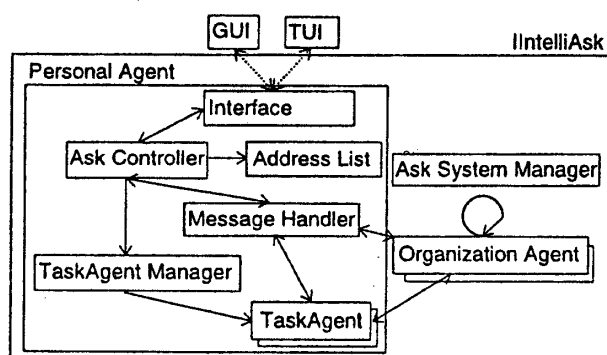 GUI TUI
IIntelliAsk
Personal Agent
Interface
Ask Controller Address List
Ask System Manager
Message Handler
Organization Agent
TaskAgent Manager
TaskAgent